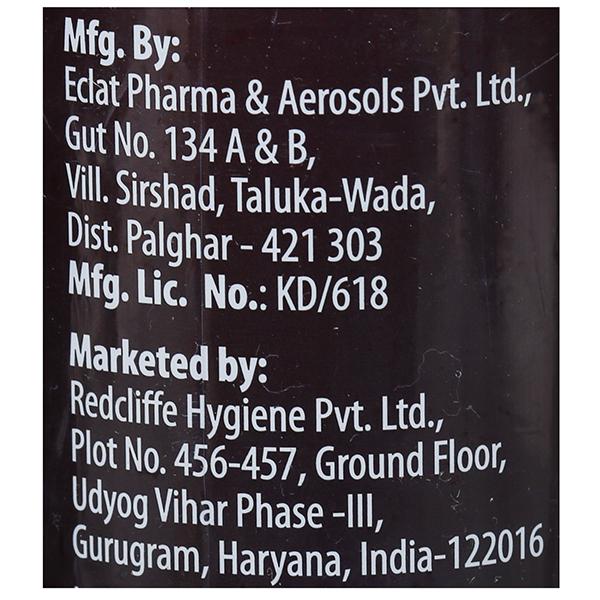 Mfg. By:
Eclat Pharma & Aerosols Pvt. Ltd.,
Gut No. 134 A & B,
Vill. Sirshad, Taluka-Wada,
Dist. Palghar - 421 303
Mfg. Lic. No.: KD/618
Marketed by:
Redcliffe Hygiene Pvt. Ltd.,
Plot No. 456-457, Ground Floor,
Udyog Vihar Phase -III,
Gurugram, Haryana, India-122016